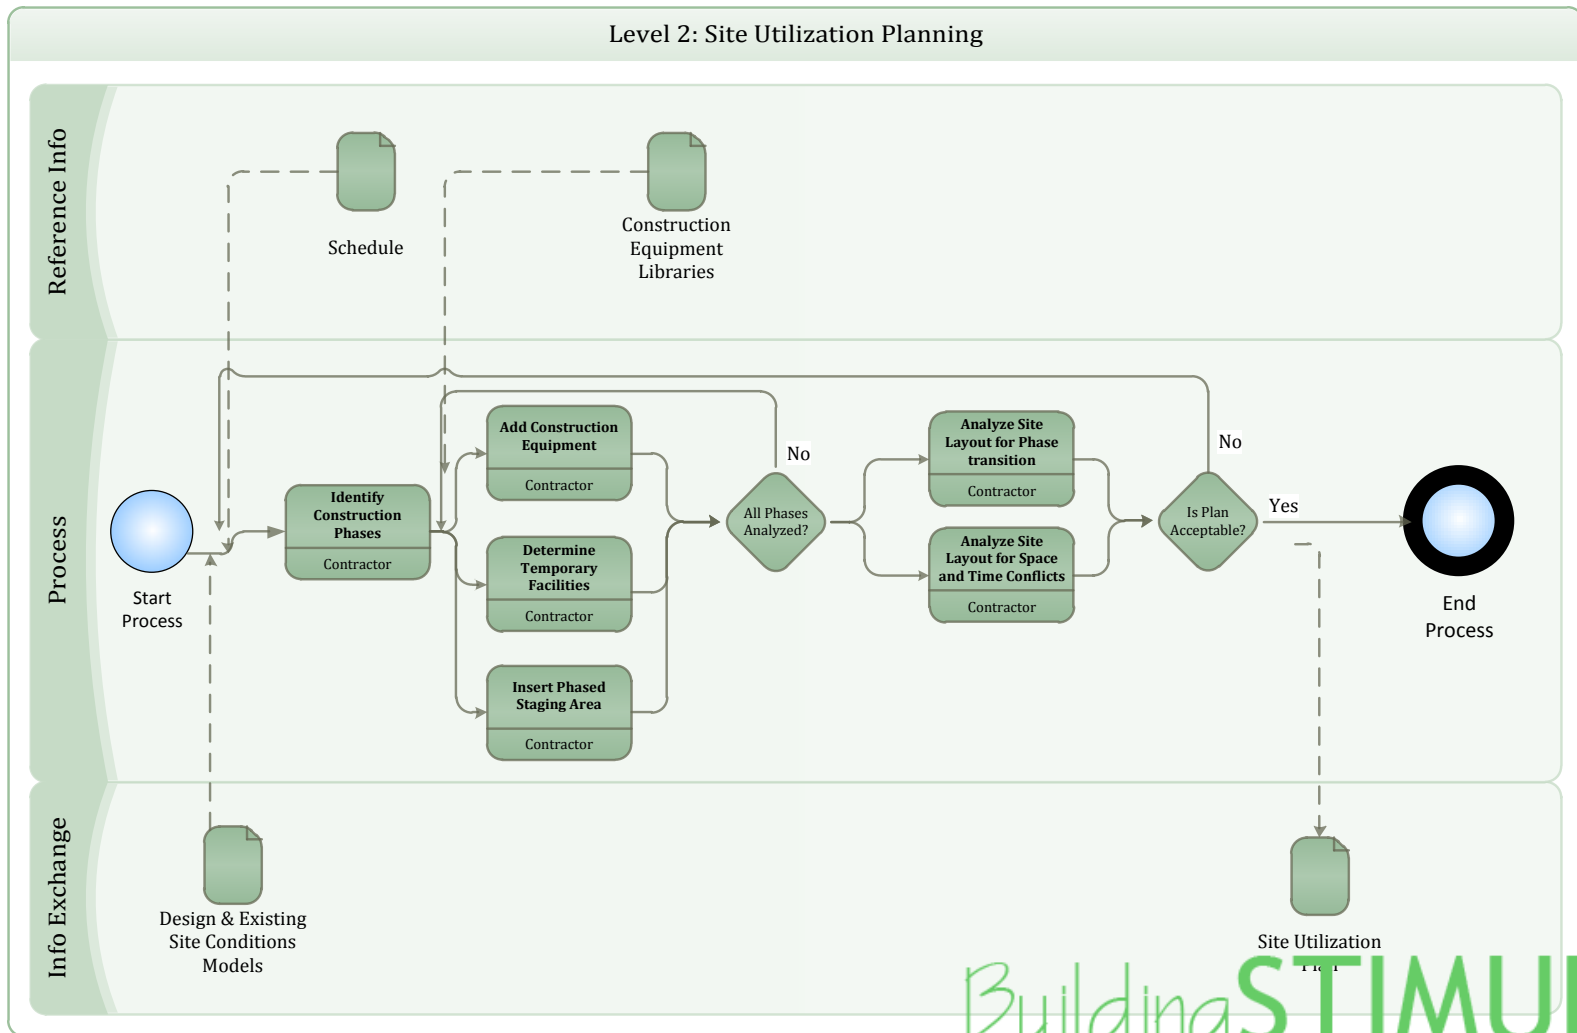 Level 2: Site Utilization Planning
Reference Info
Schedule
Construction
Equipment
Libraries
Process
Start
Process
Identify
Construction
Phases
Contractor
Add Construction
Equipment
Contractor
Determine
Temporary
Facilities
Contractor
Insert Phased
Staging Area
Contractor
No
All Phases
Analyzed?
Analyze Site
Layout for Phase
transition
Contractor
Analyze Site
Layout for Space
and Time Conflicts
Contractor
No
Is Plan
Acceptable?
Yes
End
Process
Info Exchange
Design & Existing
Site Conditions
Models
Site Utilization
Plan
Building STIMU